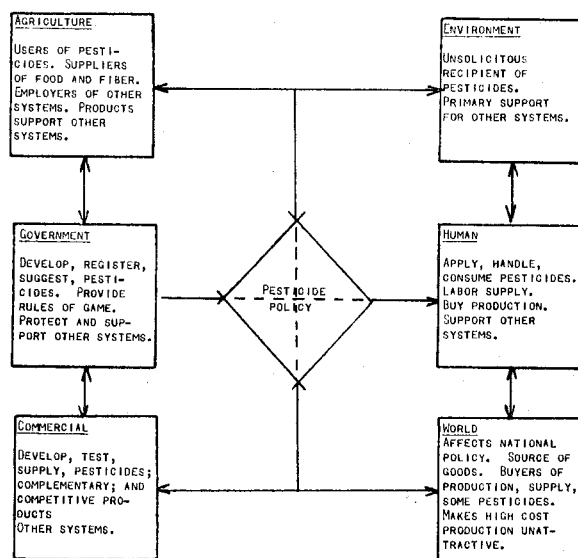 AGRICULTURE
USERS OF PESTI-
CIDES. SUPPLIERS
OF FOOD AND FIBER.
EMPLOYERS OF OTHER
SYSTEMS. PRODUCTS
SUPPORT OTHER
SYSTEMS.
ENVIRONMENT
UNSOLICITOUS
RECIPIENT OF
PESTICIDES.
PRIMARY SUPPORT
FOR OTHER SYSTEMS.
GOVERNMENT
DEVELOP, REGISTER,
SUGGEST, PESTI-
CIDES. PROVIDE
RULES OF GAME.
PROTECT AND SUP-
PORT OTHER SYSTEMS.
PESTICIDE
POLICY
HUMAN
APPLY, HANDLE,
CONSUME PESTICIDES.
LABOR SUPPLY.
BUY PRODUCTION.
SUPPORT OTHER
SYSTEMS.
COMMERCIAL
DEVELOP, TEST,
SUPPLY, PESTICIDES;
COMPLEMENTARY; AND
COMPETITIVE PRO-
DUCTS
OTHER SYSTEMS.
WORLD
AFFECTS NATIONAL
POLICY. SOURCE OF
GOODS. BUYERS OF
PRODUCTION, SUPPLY,
SOME PESTICIDES.
MAKES HIGH COST
PRODUCTION UNAT-
TRACTIVE.